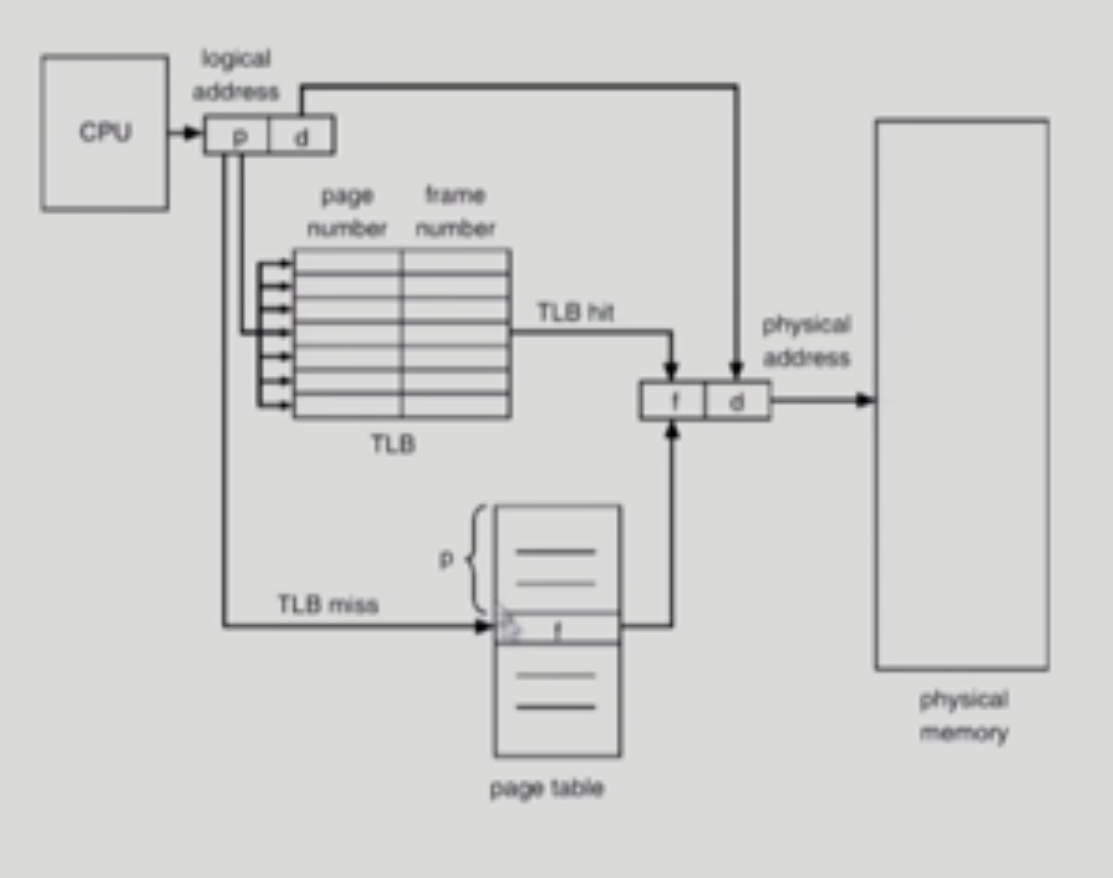 logical
address
CPU
p
d
page
number
frame
number
TLB hit
physical
address
f
d
TLB
p
TLB miss
f
physical
memory
page table